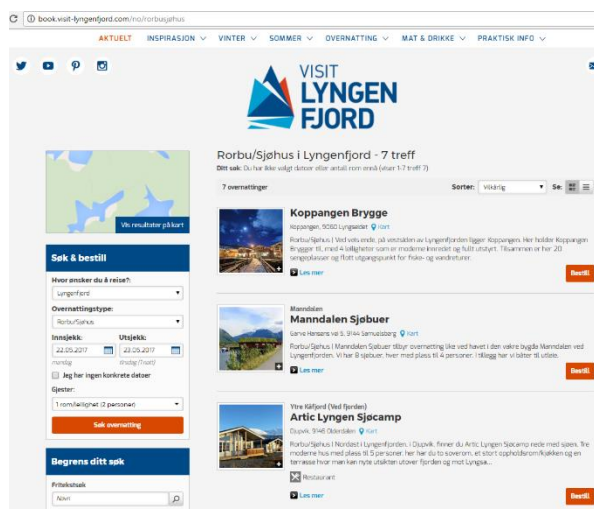 book.visit-lyngenfjord.com/no/rorbusjøhus
AKTUELT INSPIRASJON VINTER SOMMER OVERNATTING MAT & DRIKKE PRAKTISK INFO
VISIT
LYNGEN
FJORD
Vis resultater på kart
Søk & bestill
Hvor ønsker du å reise?:
Lyngenfjord
Overnattingstype:
Rorbu/Sjøhus
Innsjekk: Utsjekk:
22.05.2017 23.05.2017
mandag tirsdag (1 natt)
Jeg har ingen konkrete datoer
Gjester:
1 rom/leilighet (2 personer)
Søk overnatting
Begrens ditt søk
Fritekstsøk
Navn
Rorbu/Sjøhus i Lyngenfjord - 7 treff
Ditt søk: Du har ikke valgt datoer eller antall rom ennå (viser 1-7 treff 7)
7 overnattinger Sorter: Vilkårlig Se:
Koppangen Brygge
Koppangen, 9060 Lyngseidet Kart
Rorbu/Sjøhus | Ved veis ende, på vestsiden av Lyngenfjorden ligger Koppangen. Her holder Koppangen
Brygger til, med 4 leiligheter som er moderne innredet og fullt utstyrt. Tilsammen er her 20
sengeplasser og flott utgangspunkt for fiske- og vandreturer.
Les mer
Bestill
Manndalen
Manndalen Sjøbuer
vei 5, 9144 Samuelsberg Kart
Rorbu/Sjøhus | Manndalen Sjøbuer tilbyr overnatting like ved havet i den vakre bygda Manndalen ved
Lyngenfjorden. Vi har 8 sjøbuer, hver med plass til 4 personer. I tillegg har vi båter til utleie.
Les mer
Bestill
Ytre Kåfjord (Ved fjorden)
Artic Lyngen Sjøcamp
Djupvik, 9146 Olderdalen Kart
Rorbu/Sjøhus | Nordøst i Lyngenfjorden, i Djupvik, finner du Artic Lyngen Sjøcamp nede med sjøen. Tre
moderne hus med plass til 5 personer, her har du to soverom, et stort oppholdsrom/kjøkken og en
terrasse hvor man kan nyte utsikten utover fjorden og mot Lyngsa...
Restaurant
Les mer
Bestill